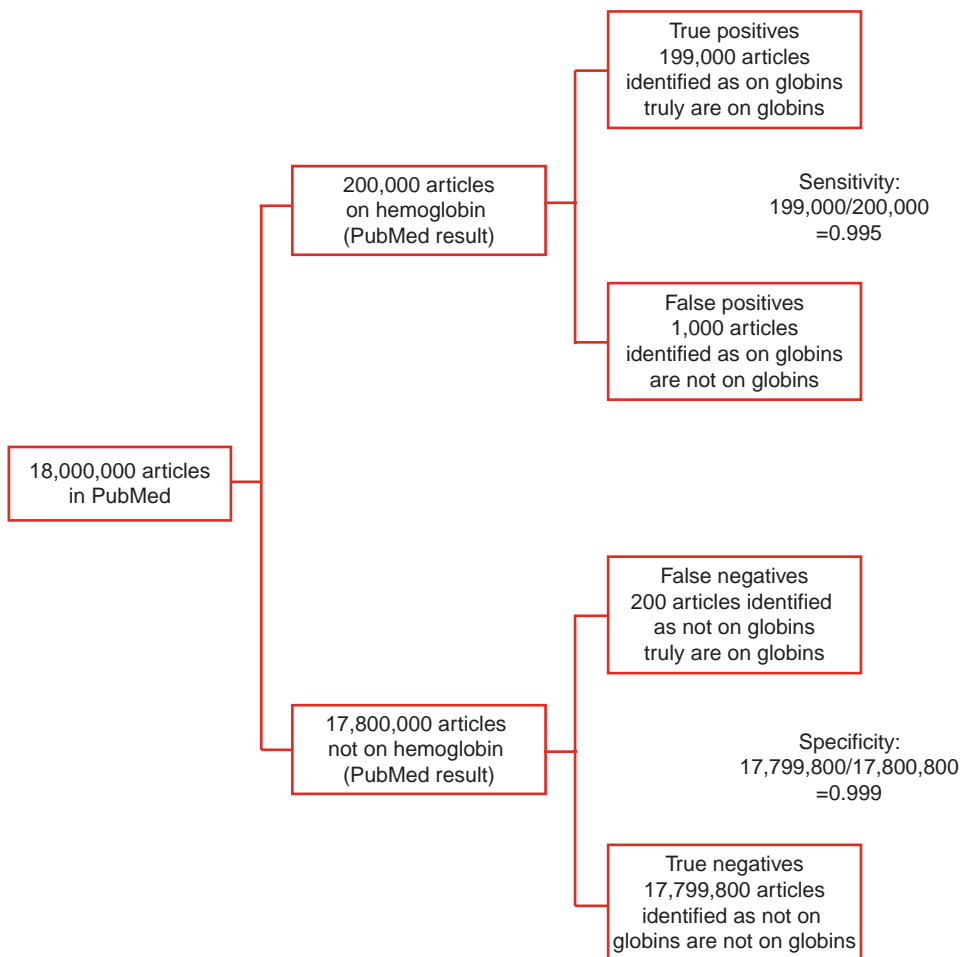 True positives
199,000 articles
identified as on globins
truly are on globins
200,000 articles
on hemoglobin
(PubMed result)
Sensitivity:
199,000/200,000
=0.995
False positives
1,000 articles
identified as on globins
are not on globins
18,000,000 articles
in PubMed
False negatives
200 articles identified
as not on globins
truly are on globins
17,800,000 articles
not on hemoglobin
(PubMed result)
Specificity:
17,799,800/17,800,800
=0.999
True negatives
17,799,800 articles
identified as not on
globins are not on globins